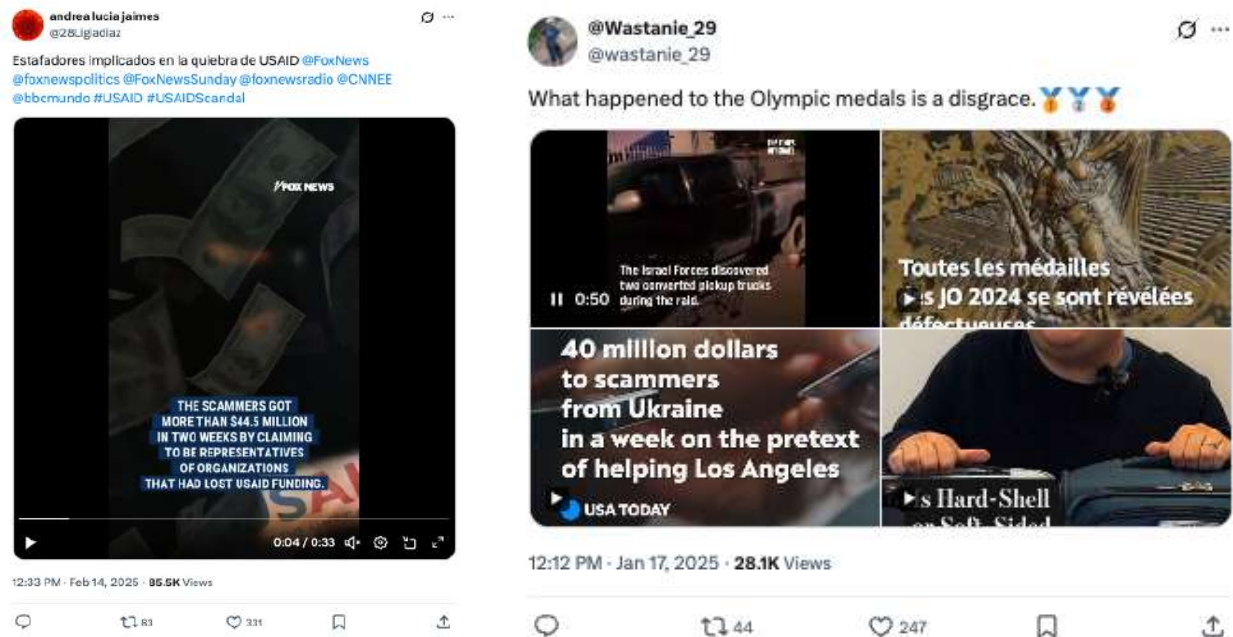 andrea lucia jaimes
@28Ligiadiaz
Estafadores implicados en la quiebra de USAID @FoxNews
@foxnewspolitics @FoxNewsSunday @foxnewsradio @CNNEE
@bbcmundo #USAID #USAIDScandal
FOX NEWS
THE SCAMMERS GOT
MORE THAN $44.5 MILLION
IN TWO WEEKS BY CLAIMING
TO BE REPRESENTATIVES
OF ORGANIZATIONS
THAT HAD LOST USAID FUNDING.
0:04 / 0:33
12:33 PM · Feb 14, 2025 · 85.5K Views
83
331
@Wastanie_29
@wastanie_29
What happened to the Olympic medals is a disgrace.
The Israel Forces discovered
two converted pickup trucks
during the raid.
0:50
Toutes les médailles
s JO 2024 se sont révélées
défectueuses
40 million dollars
to scammers
from Ukraine
in a week on the pretext
of helping Los Angeles
USA TODAY
s Hard-Shell
or Soft-Sided
12:12 PM · Jan 17, 2025 · 28.1K Views
44
247